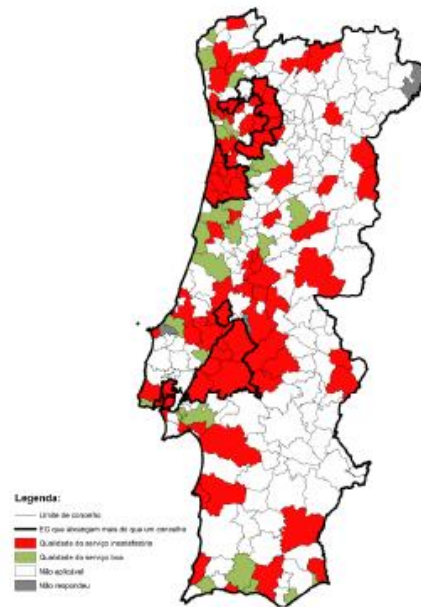 Legenda:
Limite de concelho
EG que abrangem mais do que um concelho
Qualidade do serviço insatisfatória
Qualidade do serviço boa
Não aplicável
Não respondeu